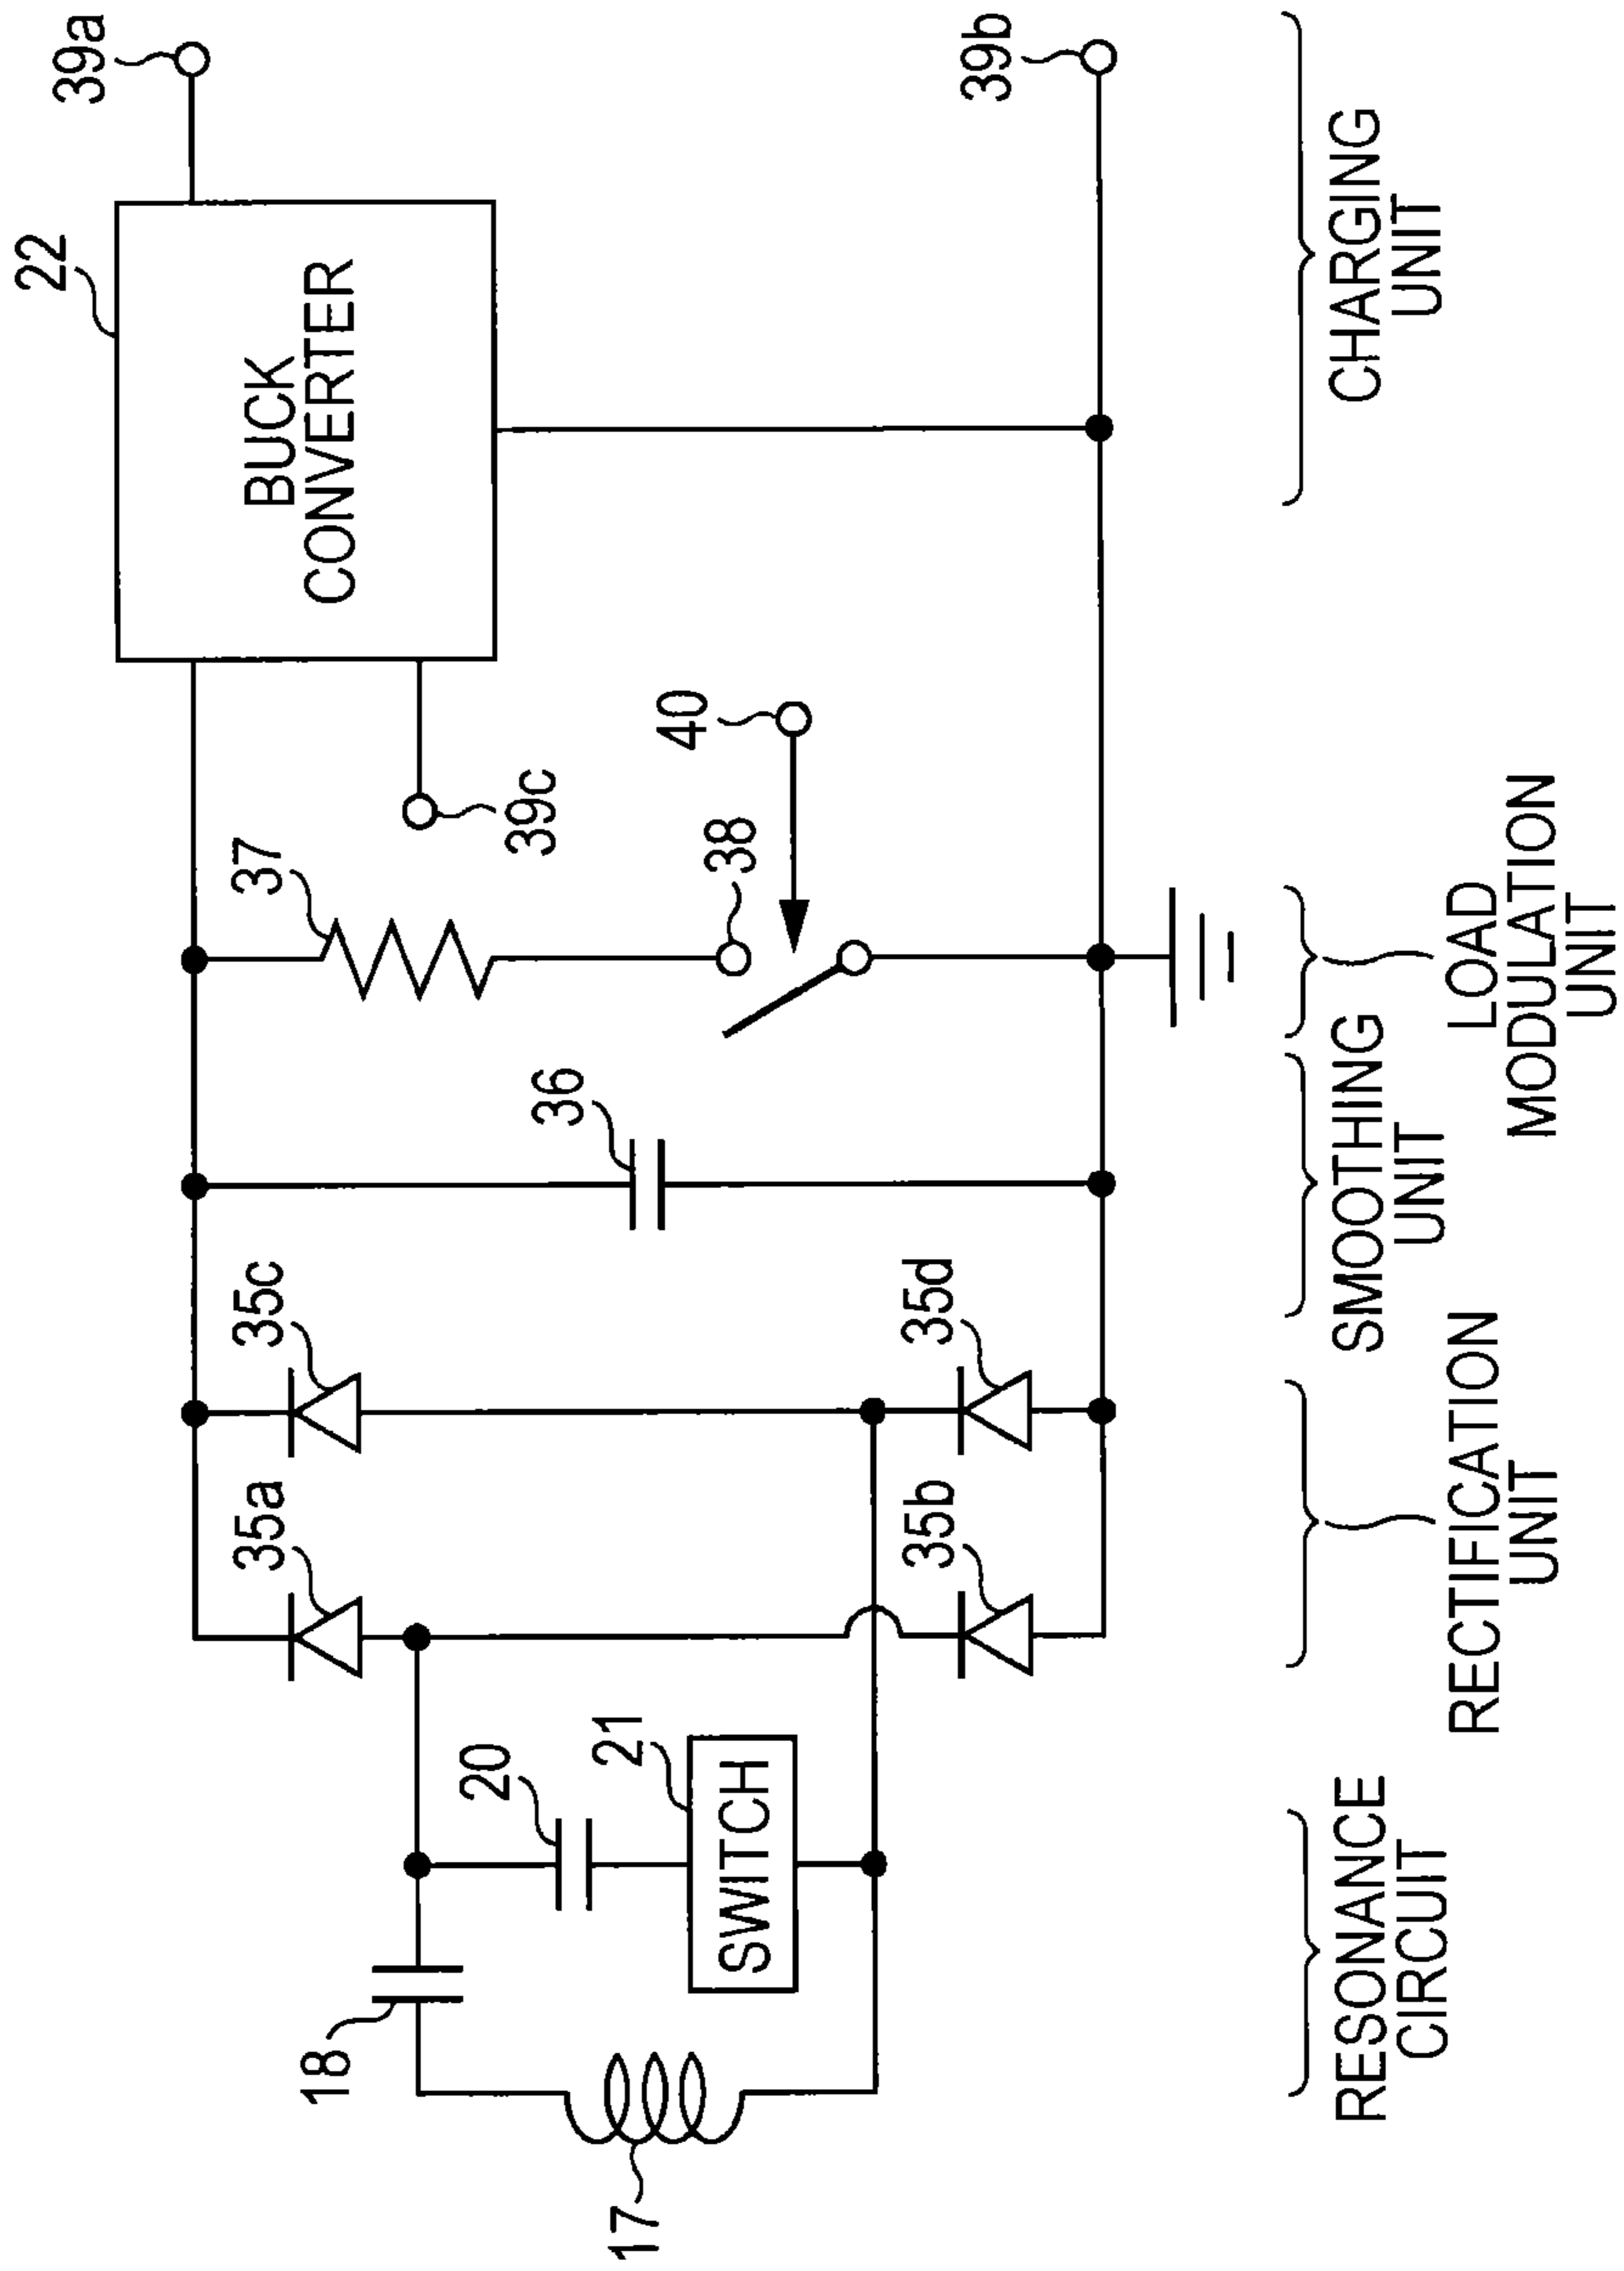 22
39a
BUCK
CONVERTER
39c
37
40
38
39b
36
35a
35c
35b
35d
18
20
21
SWITCH
17
RESONANCE
CIRCUIT
RECTIFICATION
UNIT
SMOOTHING
UNIT
LOAD
MODULATION
UNIT
CHARGING
UNIT